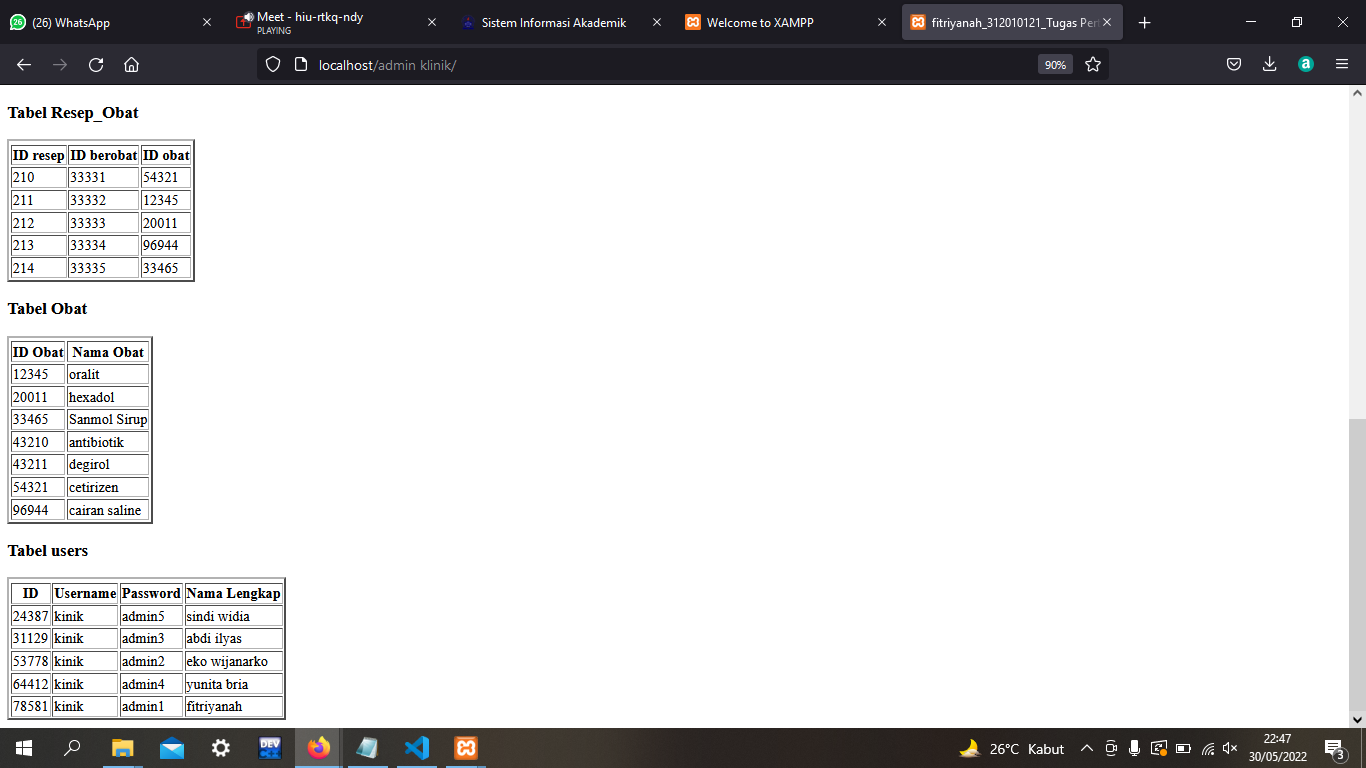 (26) WhatsApp
Meet - hiu-rtkq-ndy
PLAYING
Sistem Informasi Akademik
Welcome to XAMPP
fitriyanah_312010121_Tugas Per
localhost/admin klinik/
90%
Tabel Resep_Obat
ID resep ID berobat ID obat
210 33331 54321
211 33332 12345
212 33333 20011
213 33334 96944
214 33335 33465
Tabel Obat
ID Obat Nama Obat
12345 oralit
20011 hexadol
33465 Sanmol Sirup
43210 antibiotik
43211 degirol
54321 cetirizen
96944 cairan saline
Tabel users
ID Username Password Nama Lengkap
24387 kinik admin5 sindi widia
31129 kinik admin3 abdi ilyas
53778 kinik admin2 eko wijanarko
64412 kinik admin4 yunita bria
78581 kinik admin1 fitriyanah
DEV
26°C Kabut
22:47
30/05/2022
3